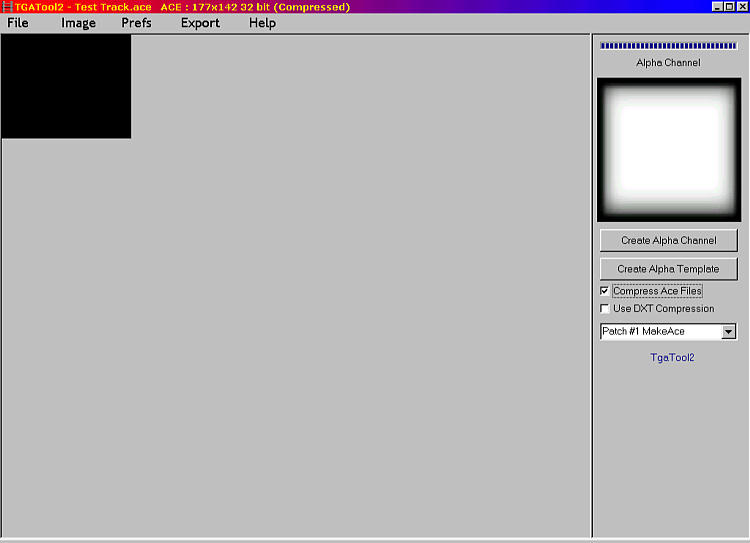 TGATool2 - Test Track.ace   ACE : 177x142 32 bit (Compressed)
File Image Prefs Export Help
Alpha Channel
Create Alpha Channel
Create Alpha Template
Compress Ace Files
Use DXT Compression
Patch #1 MakeAce
TgaTool2